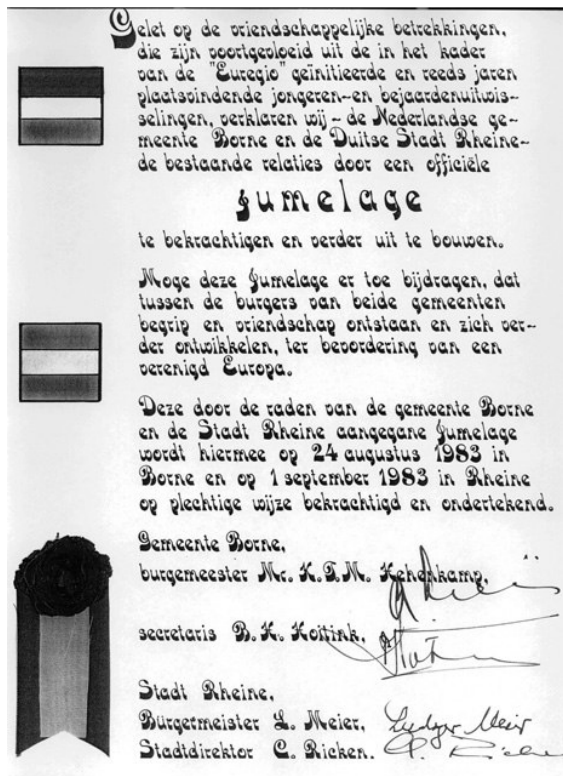 Gelet op de vriendschappelijke betrekkingen,
die zijn voortgevloeid uit de in het kader
van de "Euregio" geïnitieerde en reeds jaren
plaatsvindende jongeren-en bejaardenuitwis-
selingen, verklaren wij - de Nederlandse ge-
meente Borne en de Duitse Stadt Rheine-
de bestaande relaties door een officiële
Jumelage
te bekrachtigen en verder uit te bouwen.
Moge deze Jumelage er toe bijdragen, dat
tussen de burgers van beide gemeenten
begrip en vriendschap ontstaan en zich ver-
der ontwikkelen, ter bevordering van een
verenigd Europa.
Deze door de raden van de gemeente Borne
en de Stadt Rheine aangegane Jumelage
wordt hiermee op 24 augustus 1983 in
Borne en op 1 september 1983 in Rheine
op plechtige wijze bekrachtigd en ondertekend.
Gemeente Borne,
burgemeester Mr. K.T.M. Hehenkamp,
secretaris B.H. Hoitink,
Stadt Rheine,
Bürgermeister L. Meier, Ludger Meier
Stadtdirektor C. Ricken.